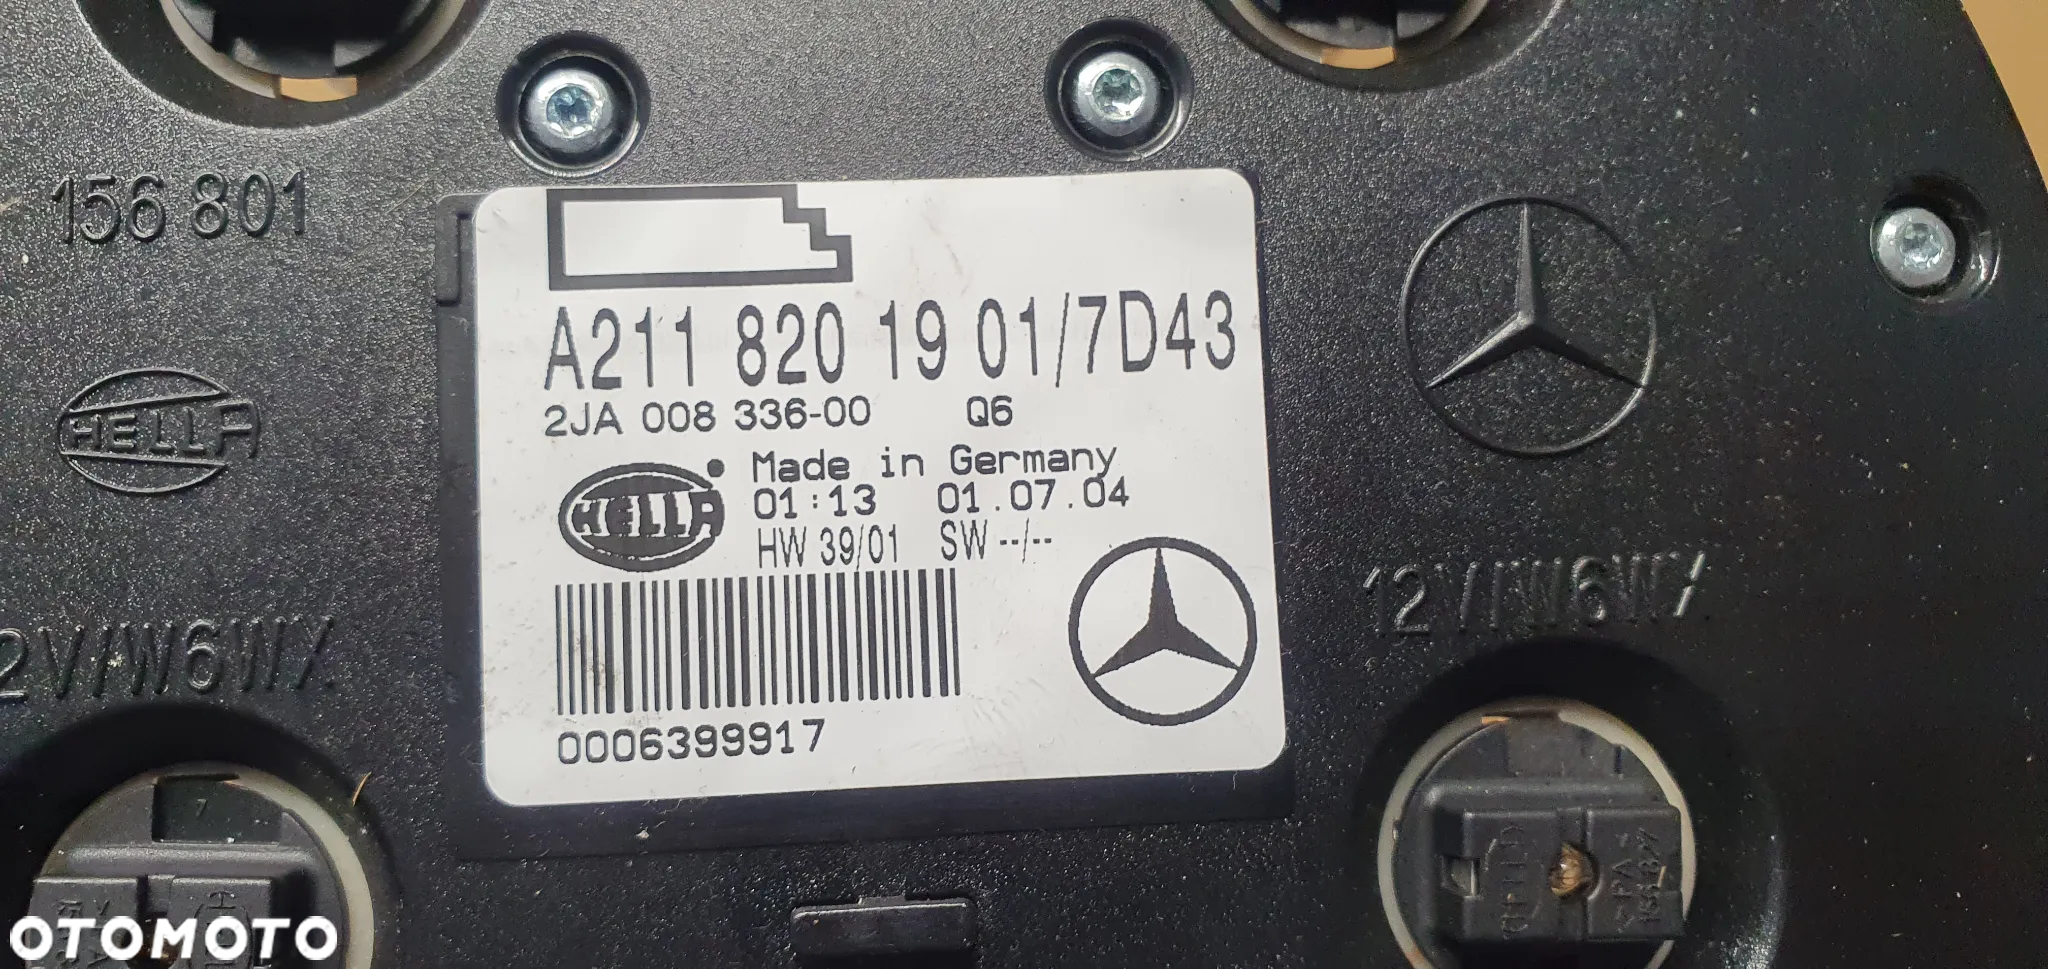 156 801
A211 820 19 01/7D43
2JA 008 336-00 Q6
HELLA
HELLA
Made in Germany
01:13 01.07.04
HW 39/01 SW --/--
12V/W6W
2V/W6W
0006399917
OTOMOTO